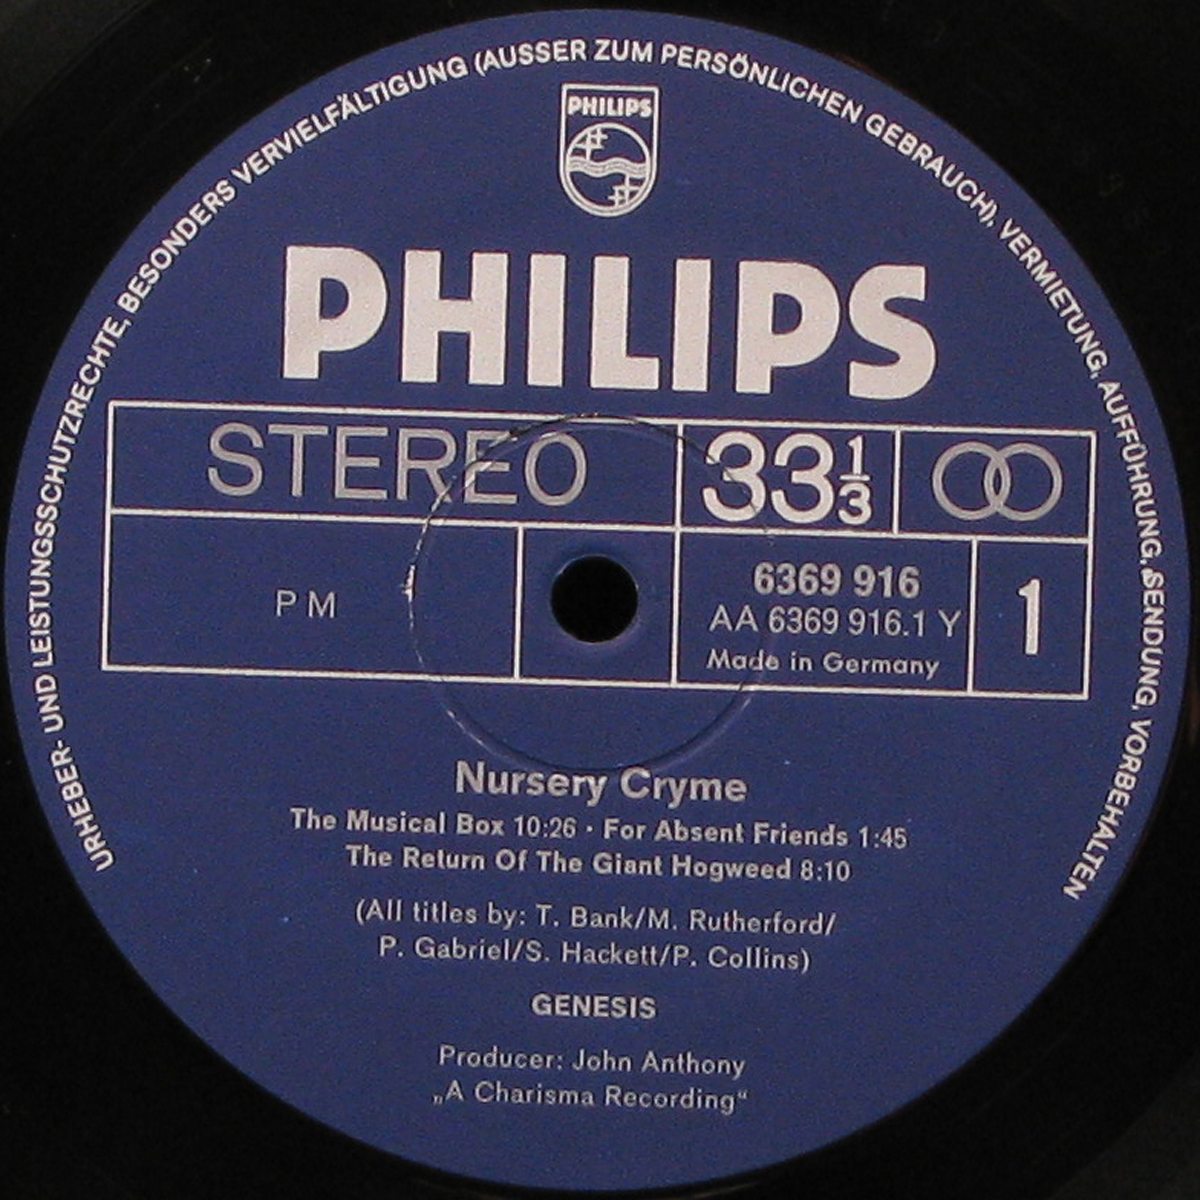 URHEBER- UND LEISTUNGSSCHUTZRECHTE, BESONDERS VERVIELFÄLTIGUNG (AUSSER ZUM PERSÖNLICHEN GEBRAUCH), VERMIETUNG, AUFFÜHRUNG, SENDUNG, VORBEHALTEN
PHILIPS
PHILIPS
STEREO 33 1/3
PM
6369 916
AA 6369 916.1 Y
Made in Germany
1
Nursery Cryme
The Musical Box 10:26 · For Absent Friends 1:45
The Return Of The Giant Hogweed 8:10
(All titles by: T. Bank/M. Rutherford/
P. Gabriel/S. Hackett/P. Collins)
GENESIS
Producer: John Anthony
„A Charisma Recording“